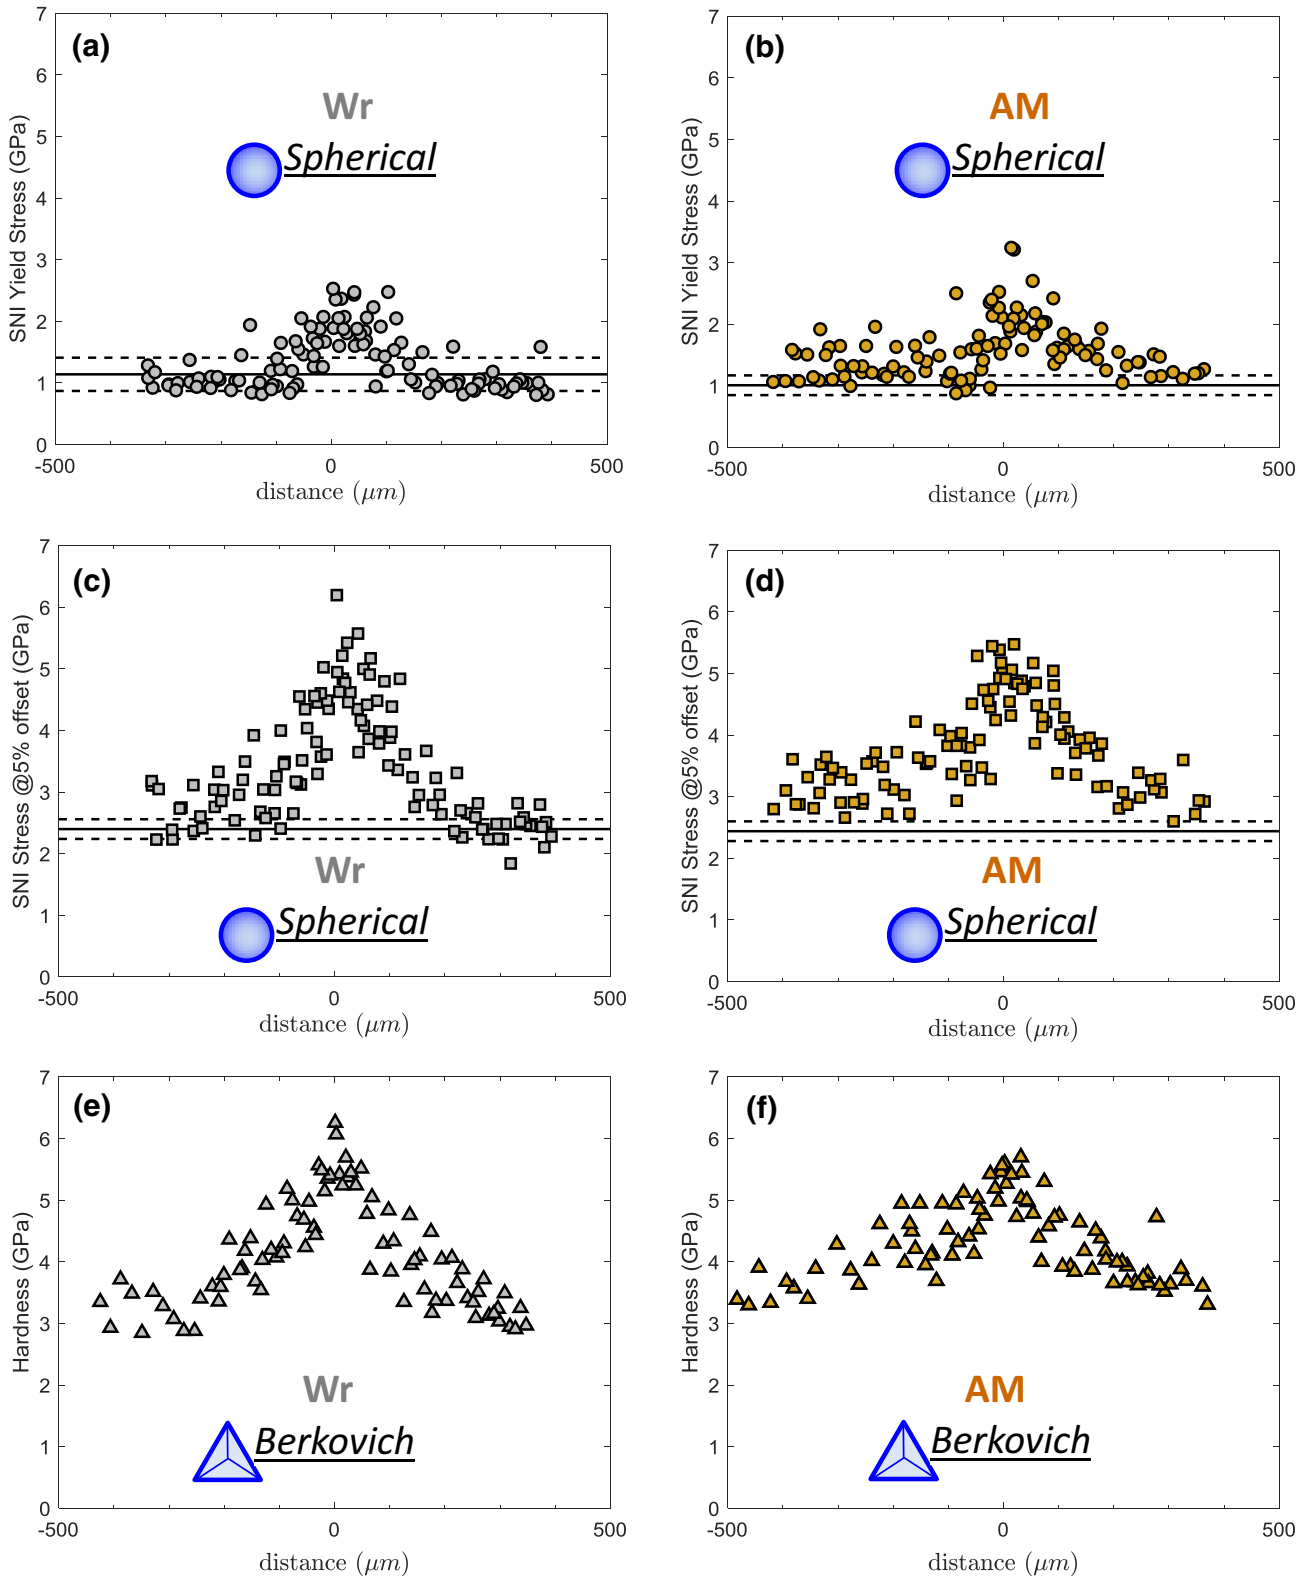 (a)
Wr
Spherical
SNI Yield Stress (GPa)
7
6
5
4
3
2
1
0
-500
0
500
distance (μm)
(b)
AM
Spherical
SNI Yield Stress (GPa)
7
6
5
4
3
2
1
0
-500
0
500
distance (μm)
(c)
Wr
Spherical
SNI Stress @5% offset (GPa)
7
6
5
4
3
2
1
0
-500
0
500
distance (μm)
(d)
AM
Spherical
SNI Stress @5% offset (GPa)
7
6
5
4
3
2
1
0
-500
0
500
distance (μm)
(e)
Wr
Berkovich
Hardness (GPa)
7
6
5
4
3
2
1
0
-500
0
500
distance (μm)
(f)
AM
Berkovich
Hardness (GPa)
7
6
5
4
3
2
1
0
-500
0
500
distance (μm)